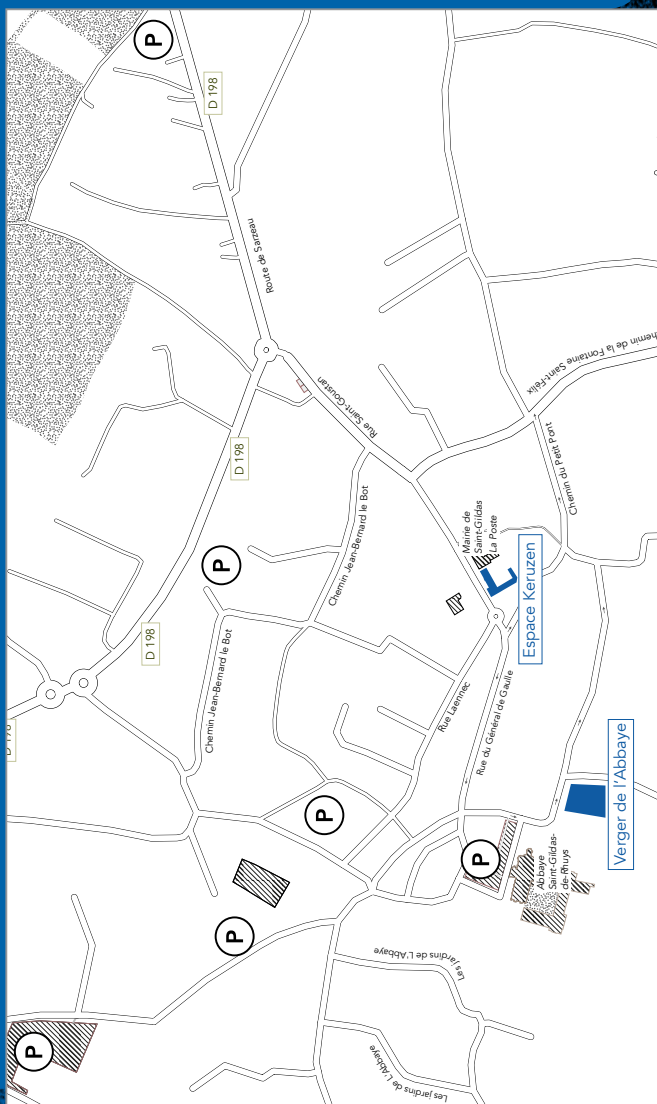 P
D 198
Route de Sarzeau
Rue Saint-Goustan
hemin de la Fontaine Saint-Félix
D 198
Chemin Jean-Bernard le Bot
Chemin du Petit Pont
P
Mairie de
Saint-Gildas
La Poste
Espace Keruzen
D 198
Chemin Jean-Bernard le Bot
Rue Laennec
Rue du Général de Gaulle
Verger de l'Abbaye
P
P
Abbaye
Saint-Gildas-
de-Rhuys
P
Les jardins de L'Abbaye
Les jardins de L'Abbaye
P